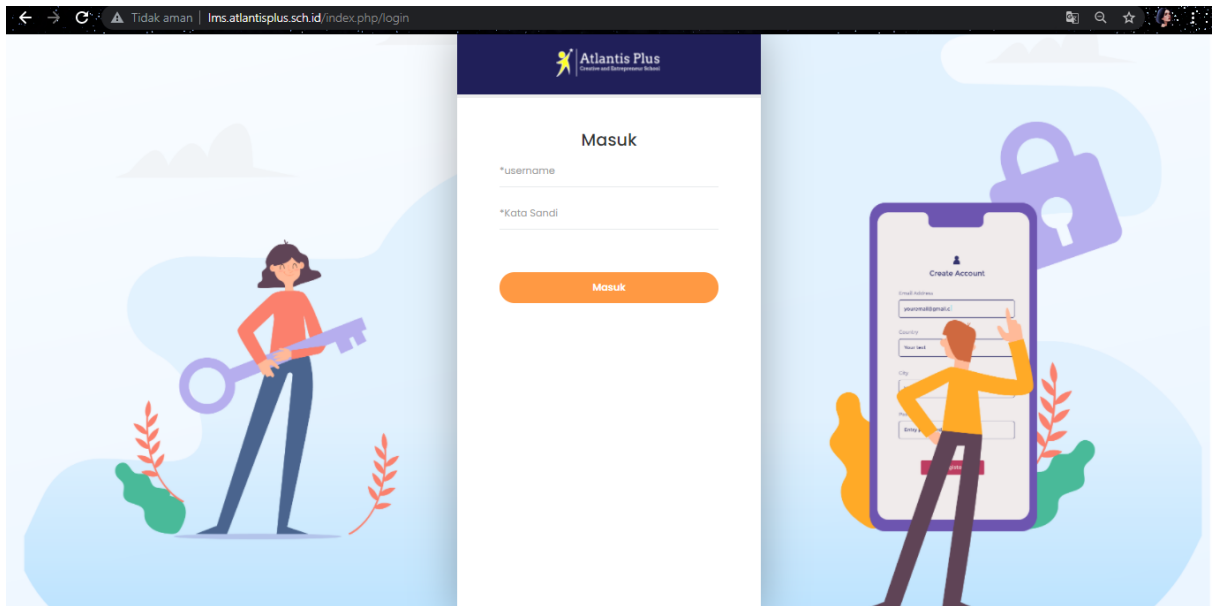 Tidak aman | lms.atlantisplus.sch.id/index.php/login
Atlantis Plus
Creative and Entrepreneur School
Masuk
*username
*Kata Sandi
Masuk
Create Account
Email Address
youremail@gmail.c
Country
Your text
City